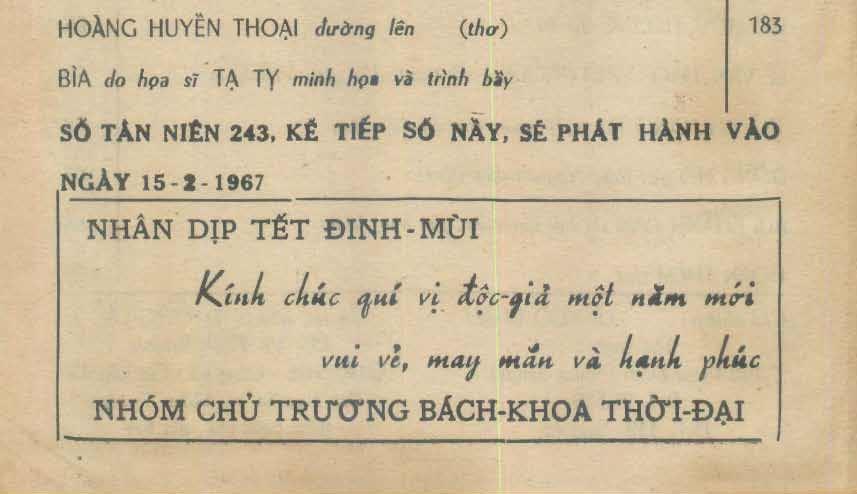 HOÀNG HUYỀN THOẠI đường lên (thơ) 183
BÌA do họa sĩ TẠ TỴ minh họa và trình bầy
SỐ TÂN NIÊN 243, KẾ TIẾP SỐ NẦY, SẼ PHÁT HÀNH VÀO
NGÀY 15-2-1967
NHÂN DỊP TẾT ĐINH-MÙI
Kính chúc quí vị độc-giả một năm mới
vui vẻ, may mắn và hạnh phúc
NHÓM CHỦ TRƯƠNG BÁCH-KHOA THỜI-ĐẠI